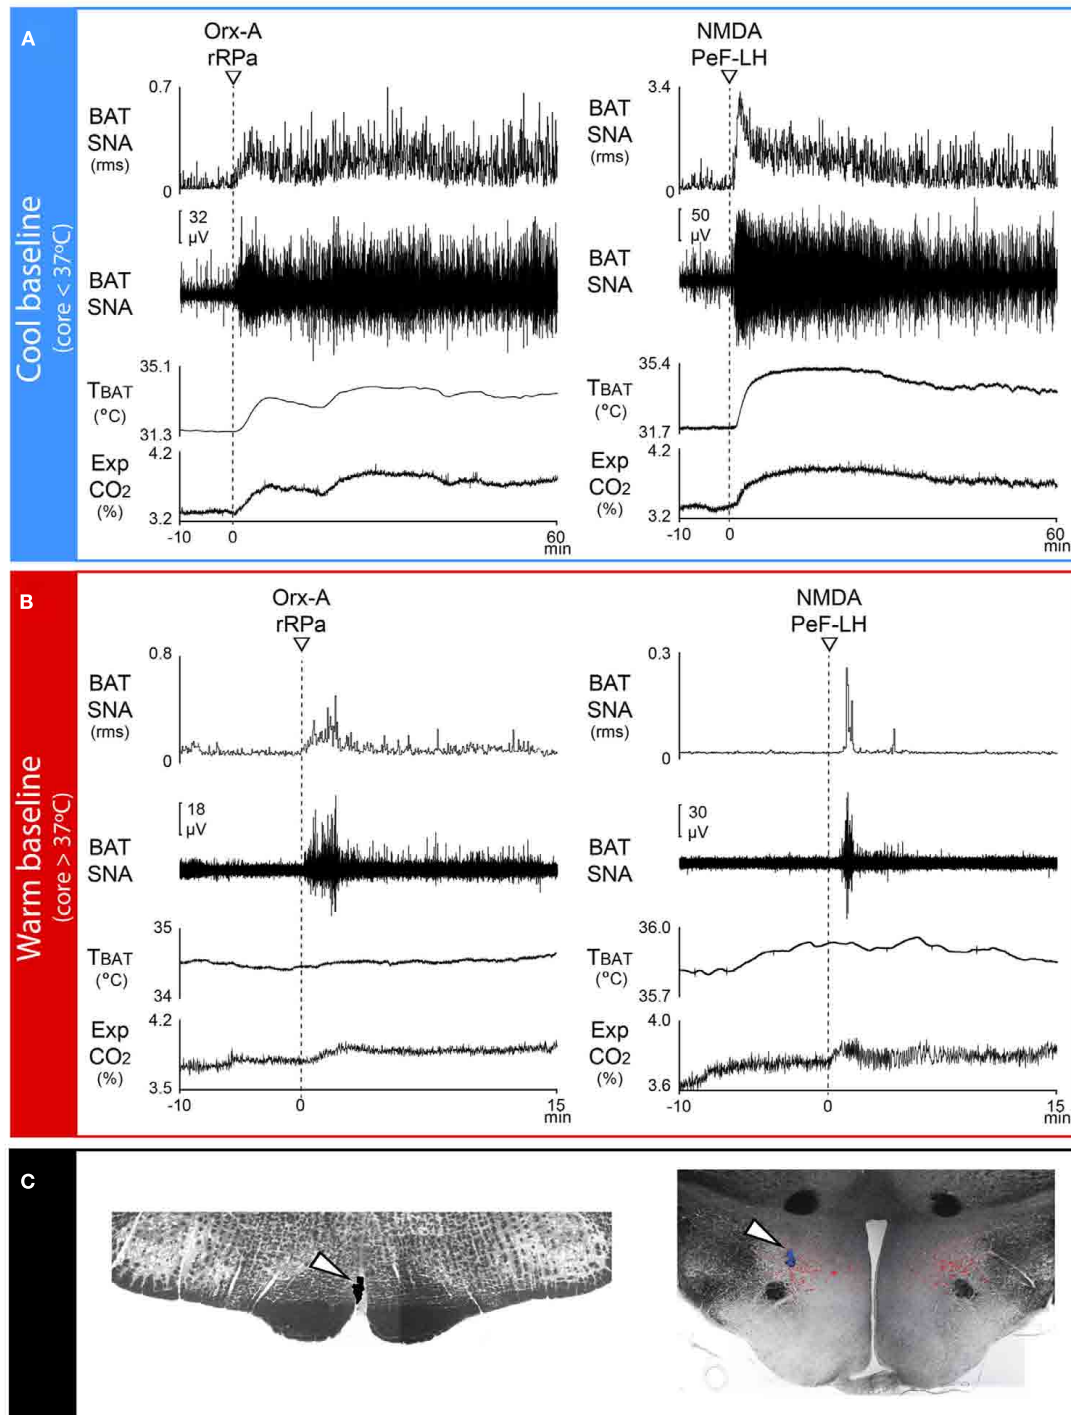 A
Cool baseline
(core < 37ºC)
Orx-A
rRPa
BAT
SNA
(rms)
0.7
0
32
µV
BAT
SNA
35.1
TBAT
(ºC)
31.3
4.2
Exp
CO2
(%)
3.2
-10
0
60
min
NMDA
PeF-LH
BAT
SNA
(rms)
3.4
0
50
µV
BAT
SNA
35.4
TBAT
(ºC)
31.7
4.2
Exp
CO2
(%)
3.2
-10
0
60
min
B
Warm baseline
(core > 37ºC)
Orx-A
rRPa
0.8
BAT
SNA
(rms)
0
18
µV
BAT
SNA
35
TBAT
(ºC)
34
4.2
Exp
CO2
(%)
3.5
-10
0
15
min
NMDA
PeF-LH
0.3
BAT
SNA
(rms)
0
30
µV
BAT
SNA
36.0
TBAT
(ºC)
35.7
4.0
Exp
CO2
(%)
3.6
-10
0
15
min
C